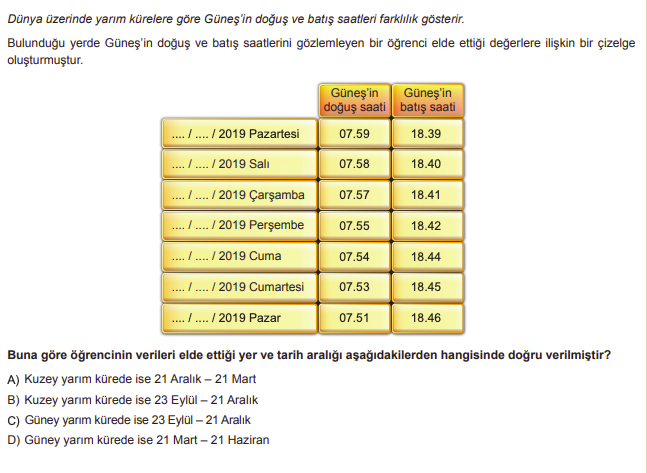 Dünya üzerinde yarım kürelere göre Güneş'in doğuş ve batış saatleri farklılık gösterir.
Bulunduğu yerde Güneş'in doğuş ve batış saatlerini gözlemleyen bir öğrenci elde ettiği değerlere ilişkin bir çizelge
oluşturmuştur.
Güneş'in doğuş saati Güneş'in batış saati
.... / .... / 2019 Pazartesi 07.59 18.39
.... / .... / 2019 Salı 07.58 18.40
.... / .... / 2019 Çarşamba 07.57 18.41
.... / .... / 2019 Perşembe 07.55 18.42
.... / .... / 2019 Cuma 07.54 18.44
.... / .... / 2019 Cumartesi 07.53 18.45
.... / .... / 2019 Pazar 07.51 18.46
Buna göre öğrencinin verileri elde ettiği yer ve tarih aralığı aşağıdakilerden hangisinde doğru verilmiştir?
A) Kuzey yarım kürede ise 21 Aralık – 21 Mart
B) Kuzey yarım kürede ise 23 Eylül – 21 Aralık
C) Güney yarım kürede ise 23 Eylül – 21 Aralık
D) Güney yarım kürede ise 21 Mart – 21 Haziran